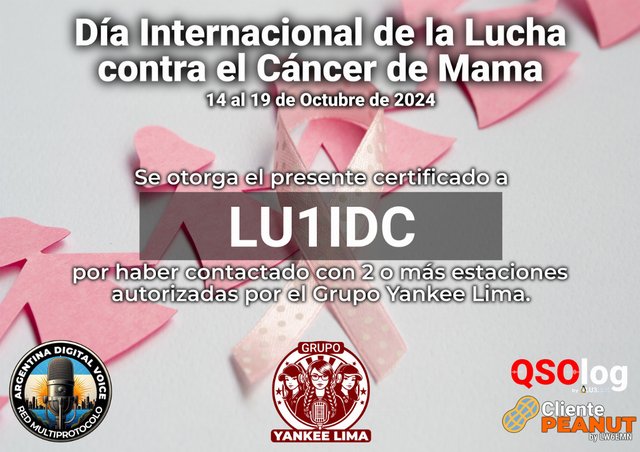 Día Internacional de la Lucha
contra el Cáncer de Mama
14 al 19 de Octubre de 2024
Se otorga el presente certificado a
LU1IDC
por haber contactado con 2 o más estaciones
autorizadas por el Grupo Yankee Lima.
ARGENTINA DIGITAL VOICE
RED MULTIPROTOCOLO
GRUPO
YANKEE LIMA
QSOlog
Cliente
PEANUT
by LW6EMN